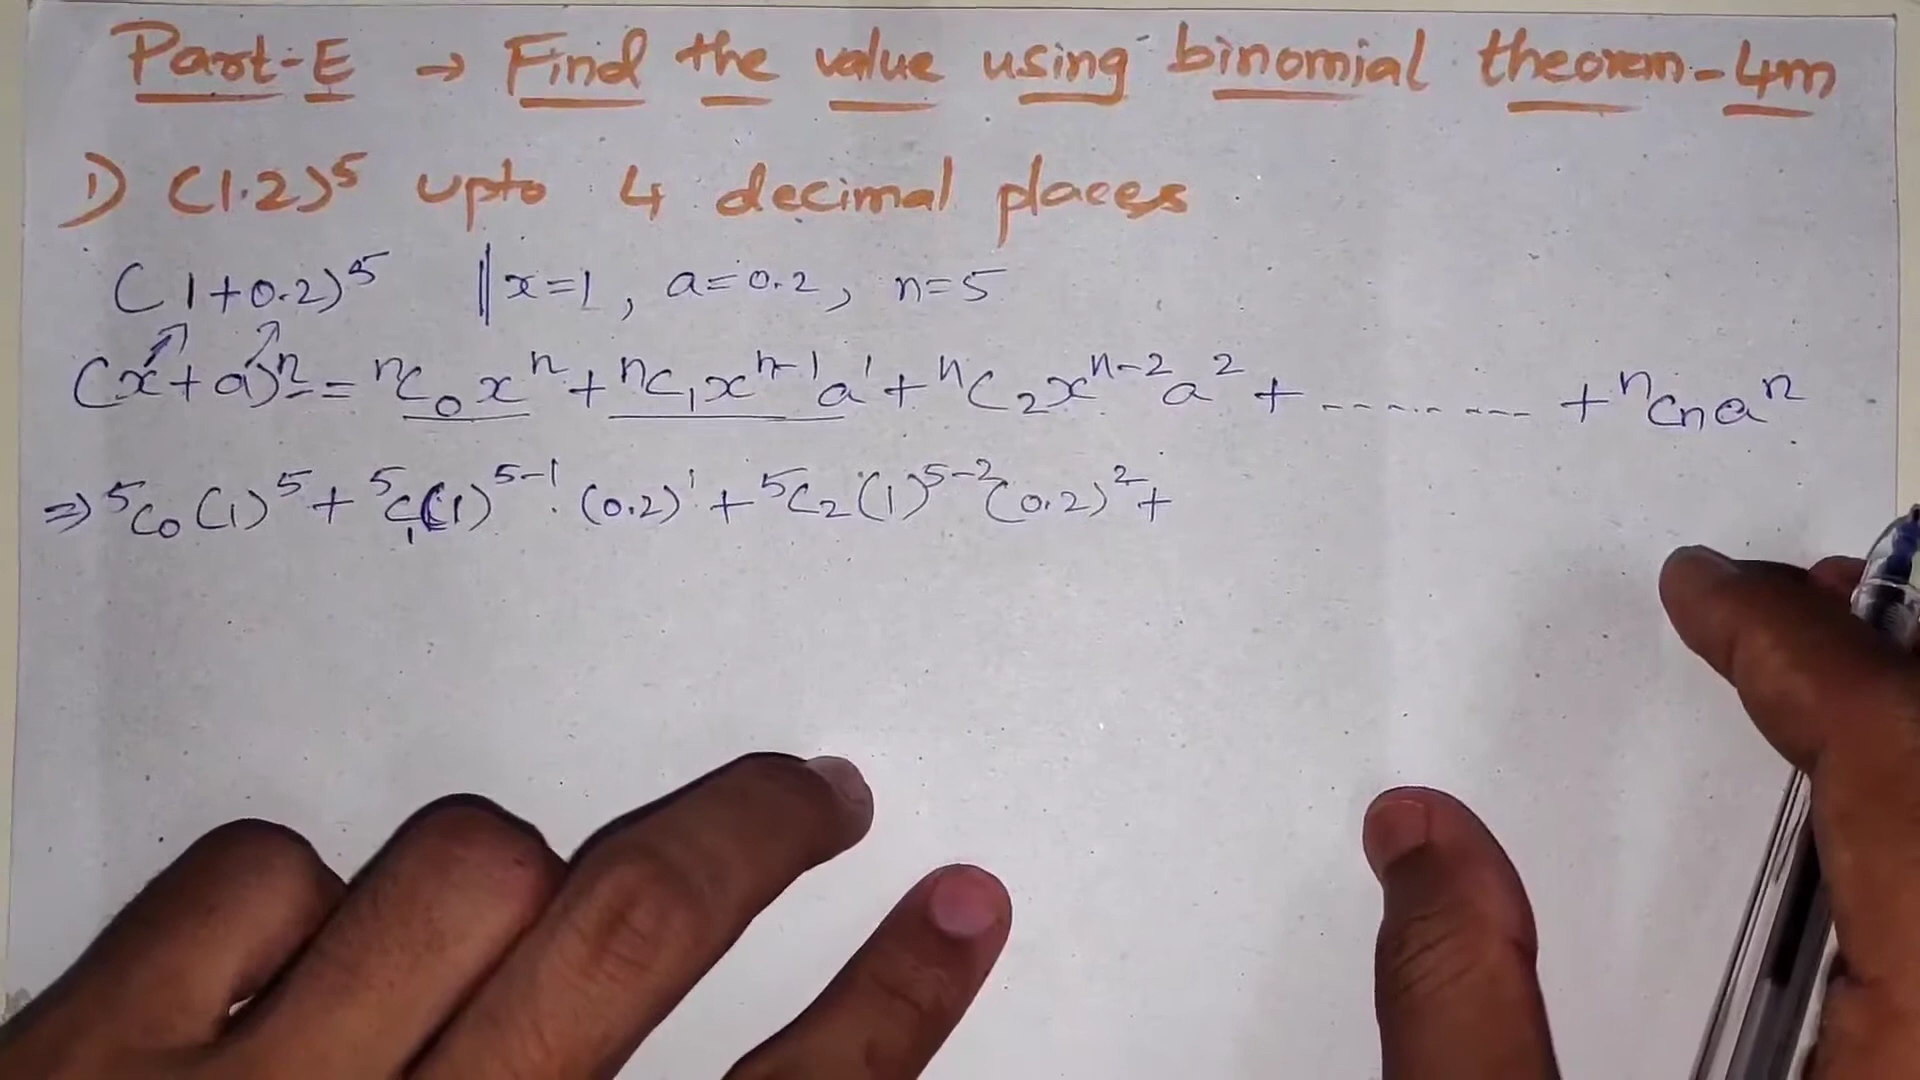 Part-E → Find the value using binomial theorem-4m
1) (1.2)⁵ upto 4 decimal places
(1+0.2)⁵ ‖ x=1, a=0.2, n=5
(x+a)ⁿ = ⁿC₀xⁿ + ⁿC₁xⁿ⁻¹a¹ + ⁿC₂xⁿ⁻²a² + -------- + ⁿCₙaⁿ
⇒ ⁵C₀(1)⁵ + ⁵C₁(1)⁵⁻¹.(0.2)¹ + ⁵C₂(1)⁵⁻²(0.2)² +